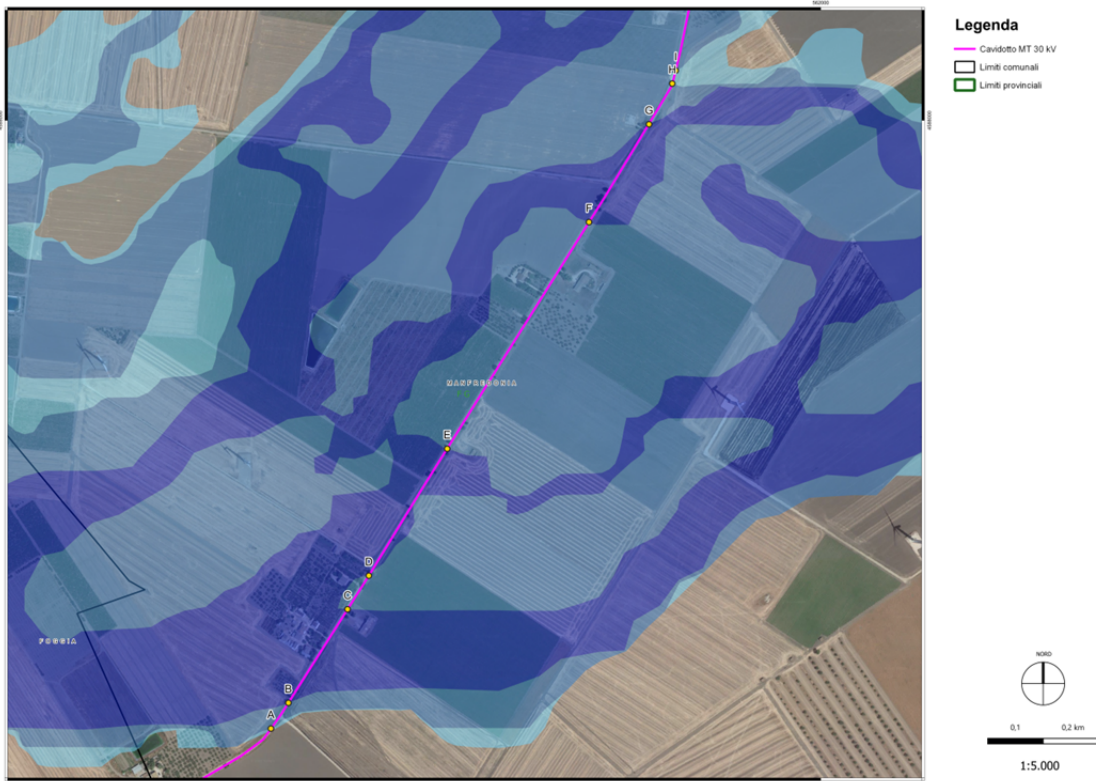 Legenda
Cavidotto MT 30 kV
Limiti comunali
Limiti provinciali
I
H
G
F
MANFREDONIA
E
D
C
FOGGIA
B
A
NORD
0,1 0,2 km
1:5.000